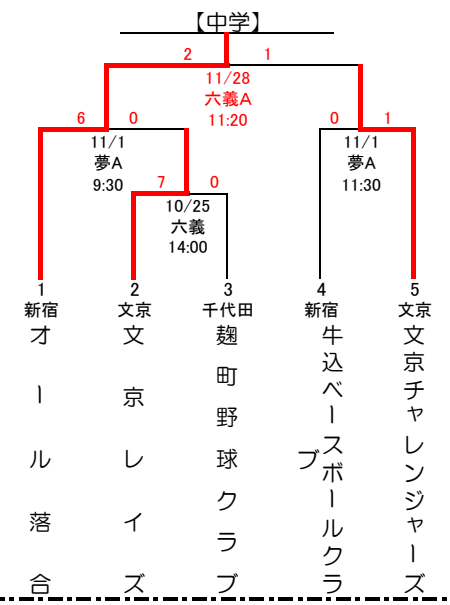 【中学】
2 1
11/28
六義A
11:20
6 0
0 1
11/1
夢A
9:30
11/1
夢A
11:30
7 0
10/25
六義
14:00
1 2 3 4 5
新宿 文京 千代田 新宿 文京
オール落合
文京レイズ
麹町野球クラブ
牛込ベースボールクラブ
文京チャレンジャーズ